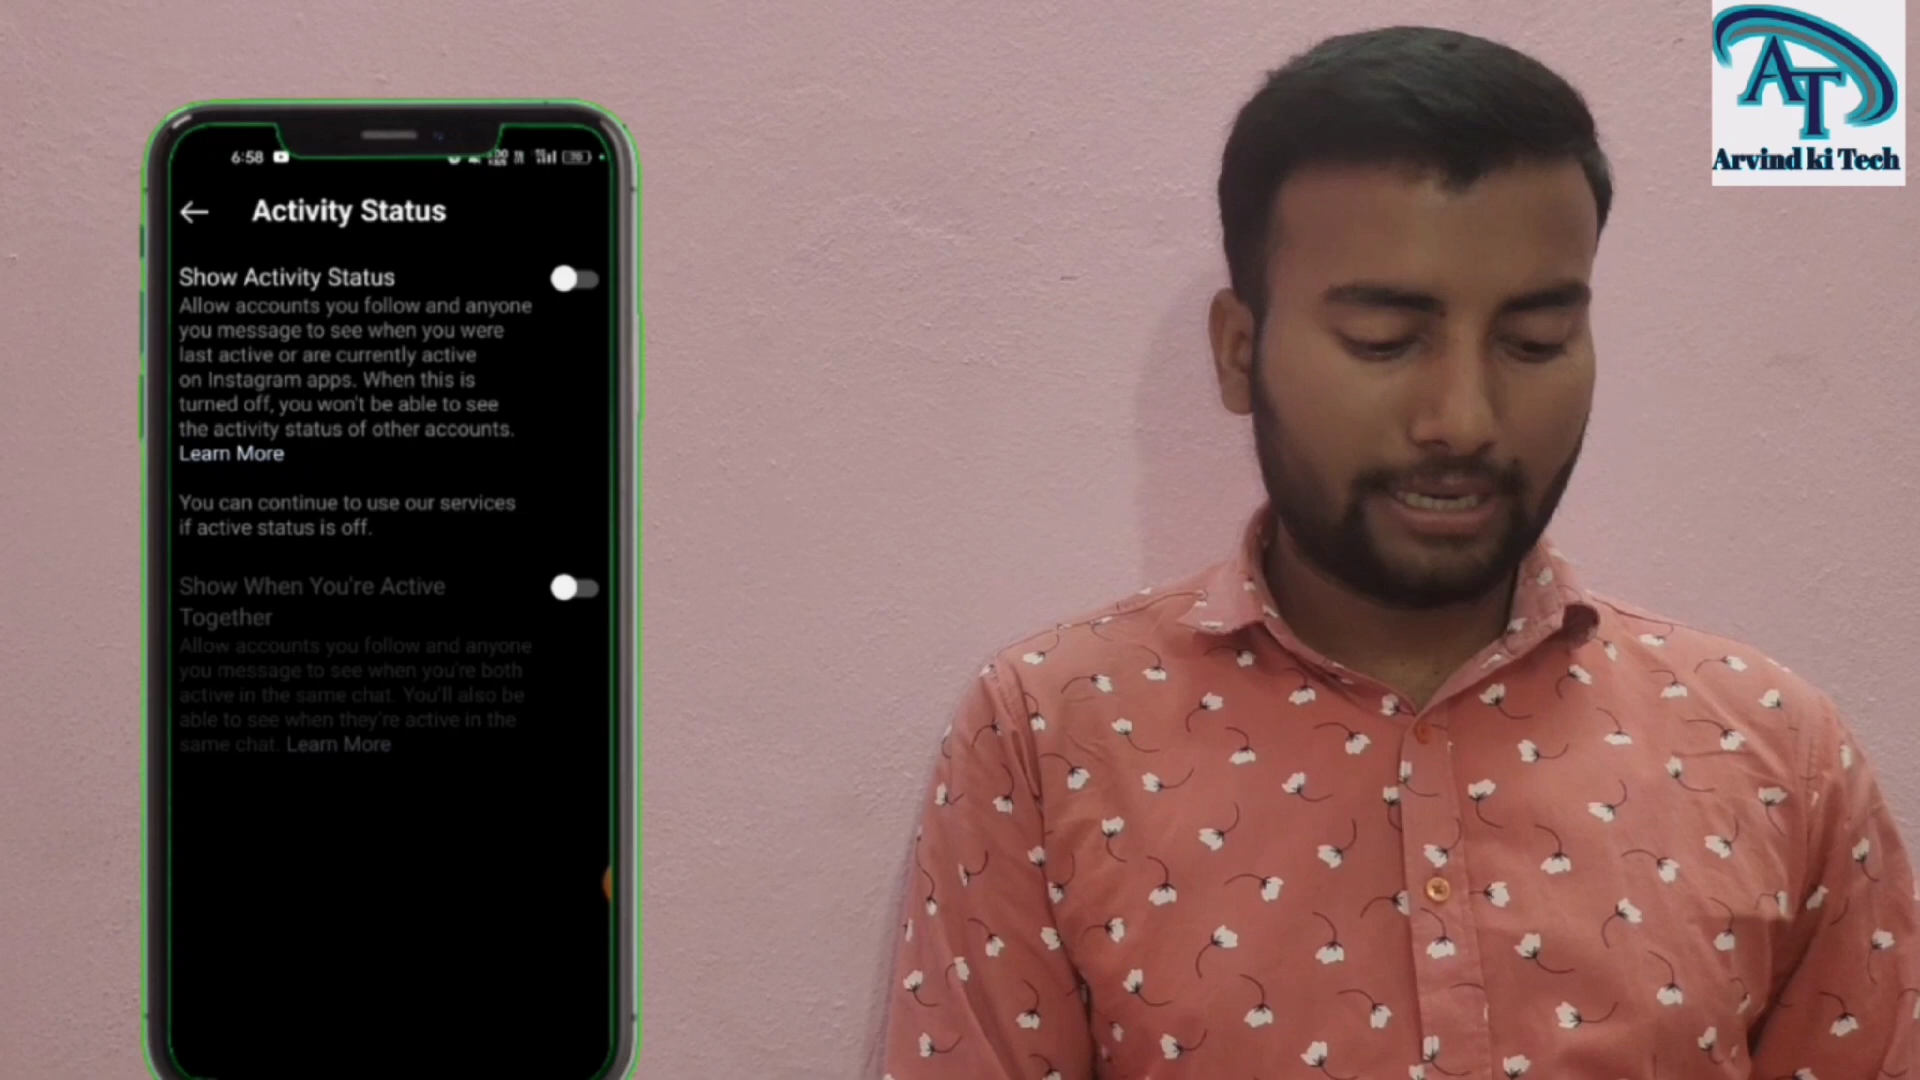 AT
Arvind ki Tech
6:58
Activity Status
Show Activity Status
Allow accounts you follow and anyone
you message to see when you were
last active or are currently active
on Instagram apps. When this is
turned off, you won't be able to see
the activity status of other accounts.
Learn More
You can continue to use our services
if active status is off.
Show When You're Active
Together
Allow accounts you follow and anyone
you message to see when you're both
active in the same chat. You'll also be
able to see when they're active in the
same chat. Learn More